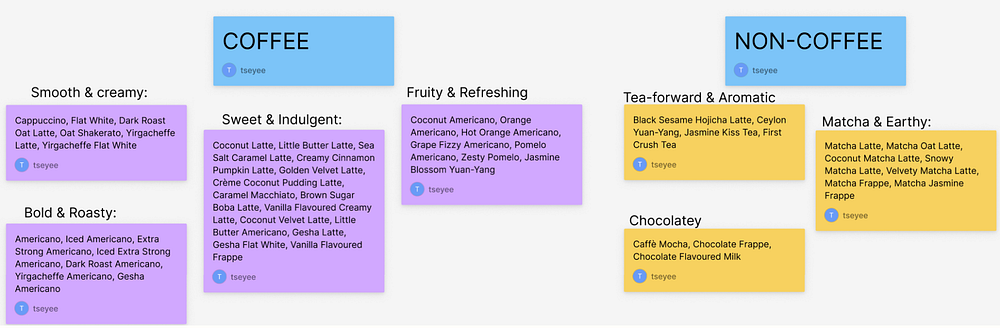 COFFEE
T tseyee
Smooth & creamy:
Cappuccino, Flat White, Dark Roast
Oat Latte, Oat Shakerato, Yirgacheffe
Latte, Yirgacheffe Flat White
T tseyee
Bold & Roasty:
Americano, Iced Americano, Extra
Strong Americano, Iced Extra Strong
Americano, Dark Roast Americano,
Yirgacheffe Americano, Gesha
Americano
T tseyee
Sweet & Indulgent:
Coconut Latte, Little Butter Latte, Sea
Salt Caramel Latte, Creamy Cinnamon
Pumpkin Latte, Golden Velvet Latte,
Crème Coconut Pudding Latte,
Caramel Macchiato, Brown Sugar
Boba Latte, Vanilla Flavoured Creamy
Latte, Coconut Velvet Latte, Little
Butter Americano, Gesha Latte,
Gesha Flat White, Vanilla Flavoured
Frappe
T tseyee
Fruity & Refreshing
Coconut Americano, Orange
Americano, Hot Orange Americano,
Grape Fizzy Americano, Pomelo
Americano, Zesty Pomelo, Jasmine
Blossom Yuan-Yang
T tseyee
NON-COFFEE
T tseyee
Tea-forward & Aromatic
Black Sesame Hojicha Latte, Ceylon
Yuan-Yang, Jasmine Kiss Tea, First
Crush Tea
T tseyee
Chocolatey
Caffè Mocha, Chocolate Frappe,
Chocolate Flavoured Milk
T tseyee
Matcha & Earthy:
Matcha Latte, Matcha Oat Latte,
Coconut Matcha Latte, Snowy
Matcha Latte, Velvety Matcha Latte,
Matcha Frappe, Matcha Jasmine
Frappe
T tseyee